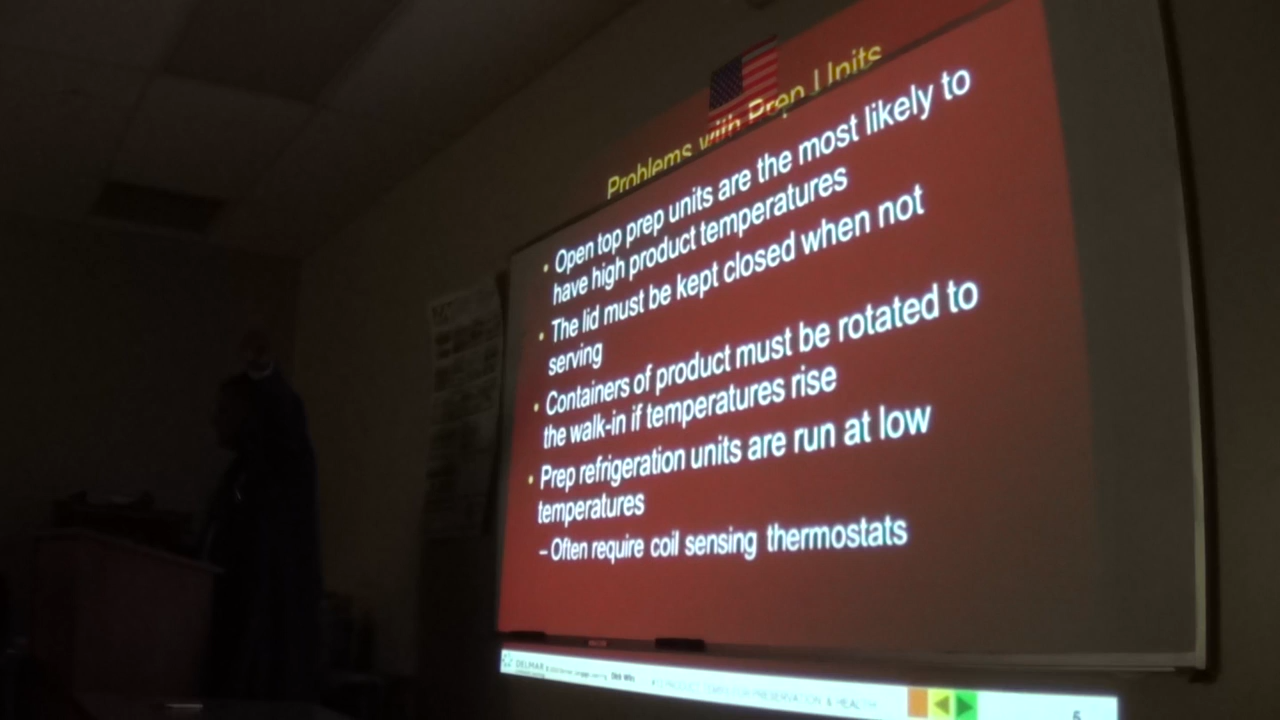 Problems with Prep Units
• Open top prep units are the most likely to
have high product temperatures
• The lid must be kept closed when not
serving
• Containers of product must be rotated to
the walk-in if temperatures rise
• Prep refrigeration units are run at low
temperatures
– Often require coil sensing thermostats
DELMAR
5